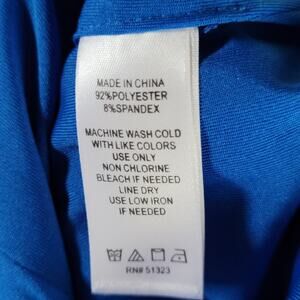 MADE IN CHINA
92%POLYESTER
8%SPANDEX
MACHINE WASH COLD
WITH LIKE COLORS
USE ONLY
NON CHLORINE
BLEACH IF NEEDED
LINE DRY
USE LOW IRON
IF NEEDED
RN# 51323